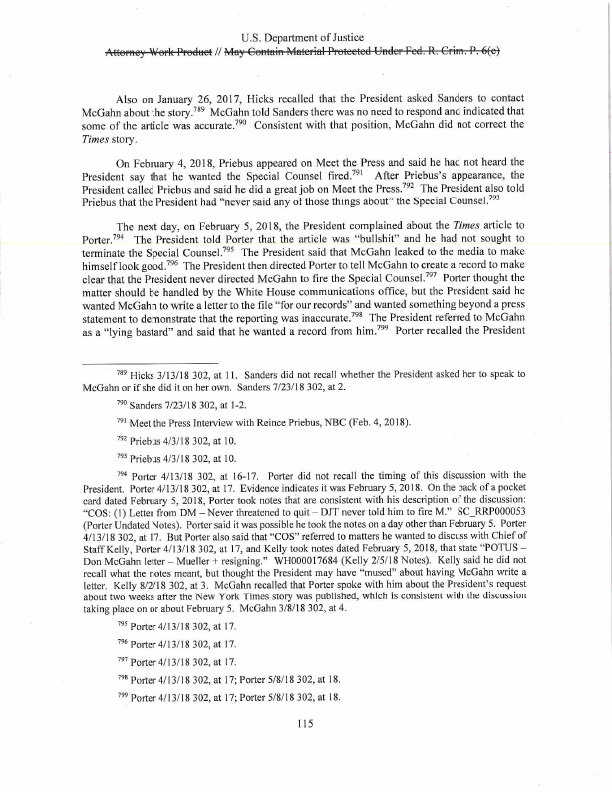 U.S. Department of Justice
Attorney Work Product // May Contain Material Protected Under Fed. R. Crim. P. 6(e)
Also on January 26, 2017, Hicks recalled that the President asked Sanders to contact
McGahn about the story.789 McGahn told Sanders there was no need to respond and indicated that
some of the article was accurate.790 Consistent with that position, McGahn did not correct the
Times story.
On February 4, 2018, Priebus appeared on Meet the Press and said he had not heard the
President say that he wanted the Special Counsel fired.791 After Priebus's appearance, the
President called Priebus and said he did a great job on Meet the Press.792 The President also told
Priebus that the President had "never said any of those things about" the Special Counsel.793
The next day, on February 5, 2018, the President complained about the Times article to
Porter.794 The President told Porter that the article was "bullshit" and he had not sought to
terminate the Special Counsel.795 The President said that McGahn leaked to the media to make
himself look good.796 The President then directed Porter to tell McGahn to create a record to make
clear that the President never directed McGahn to fire the Special Counsel.797 Porter thought the
matter should be handled by the White House communications office, but the President said he
wanted McGahn to write a letter to the file "for our records" and wanted something beyond a press
statement to demonstrate that the reporting was inaccurate.798 The President referred to McGahn
as a "lying bastard" and said that he wanted a record from him.799 Porter recalled the President
789 Hicks 3/13/18 302, at 11. Sanders did not recall whether the President asked her to speak to
McGahn or if she did it on her own. Sanders 7/23/18 302, at 2.
790 Sanders 7/23/18 302, at 1-2.
791 Meet the Press Interview with Reince Priebus, NBC (Feb. 4, 2018).
792 Priebus 4/3/18 302, at 10.
793 Priebus 4/3/18 302, at 10.
794 Porter 4/13/18 302, at 16-17. Porter did not recall the timing of this discussion with the
President. Porter 4/13/18 302, at 17. Evidence indicates it was February 5, 2018. On the back of a pocket
card dated February 5, 2018, Porter took notes that are consistent with his description of the discussion:
"COS: (1) Letter from DM – Never threatened to quit – DJT never told him to fire M." SC_RRP000053
(Porter Undated Notes). Porter said it was possible he took the notes on a day other than February 5. Porter
4/13/18 302, at 17. But Porter also said that "COS" referred to matters he wanted to discuss with Chief of
Staff Kelly, Porter 4/13/18 302, at 17, and Kelly took notes dated February 5, 2018, that state "POTUS –
Don McGahn letter – Mueller + resigning." WH000017684 (Kelly 2/5/18 Notes). Kelly said he did not
recall what the notes meant, but thought the President may have "mused" about having McGahn write a
letter. Kelly 8/2/18 302, at 3. McGahn recalled that Porter spoke with him about the President's request
about two weeks after the New York Times story was published, which is consistent with the discussion
taking place on or about February 5. McGahn 3/8/18 302, at 4.
795 Porter 4/13/18 302, at 17.
796 Porter 4/13/18 302, at 17.
797 Porter 4/13/18 302, at 17.
798 Porter 4/13/18 302, at 17; Porter 5/8/18 302, at 18.
799 Porter 4/13/18 302, at 17; Porter 5/8/18 302, at 18.
115